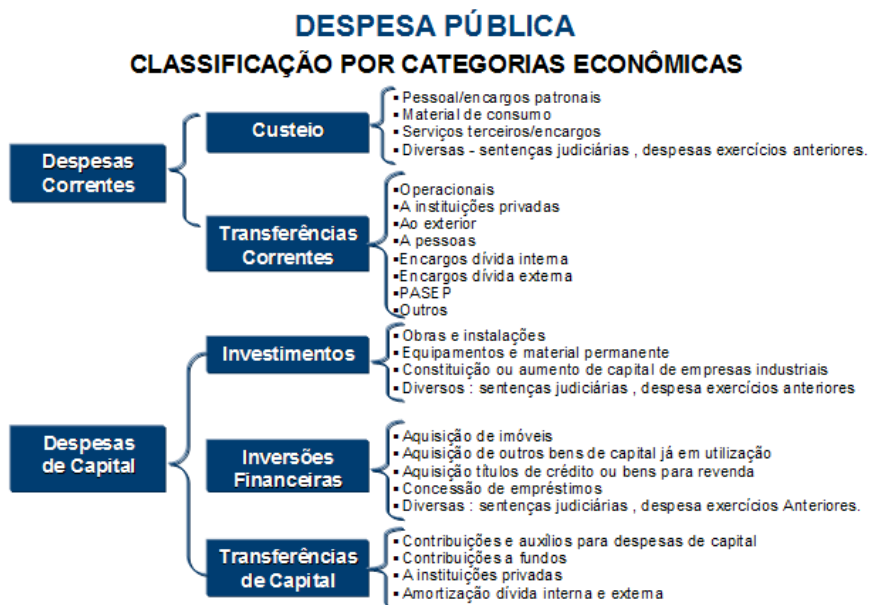 DESPESA PÚBLICA
CLASSIFICAÇÃO POR CATEGORIAS ECONÔMICAS
Despesas
Correntes
Custeio
▪ Pessoal/encargos patronais
▪ Material de consumo
▪ Serviços terceiros/encargos
▪ Diversas - sentenças judiciárias , despesas exercícios anteriores.
Transferências
Correntes
▪Operacionais
▪A instituições privadas
▪Ao exterior
▪A pessoas
▪Encargos dívida interna
▪Encargos dívida externa
▪PASEP
▪Outros
Despesas
de Capital
Investimentos
▪ Obras e instalações
▪ Equipamentos e material permanente
▪ Constituição ou aumento de capital de empresas industriais
▪ Diversos : sentenças judiciárias , despesa exercícios anteriores
Inversões
Financeiras
▪ Aquisição de imóveis
▪ Aquisição de outros bens de capital já em utilização
▪ Aquisição títulos de crédito ou bens para revenda
▪ Concessão de empréstimos
▪ Diversas : sentenças judiciárias , despesa exercícios Anteriores.
Transferências
de Capital
▪ Contribuições e auxílios para despesas de capital
▪ Contribuições a fundos
▪ A instituições privadas
▪ Amortização dívida interna e externa